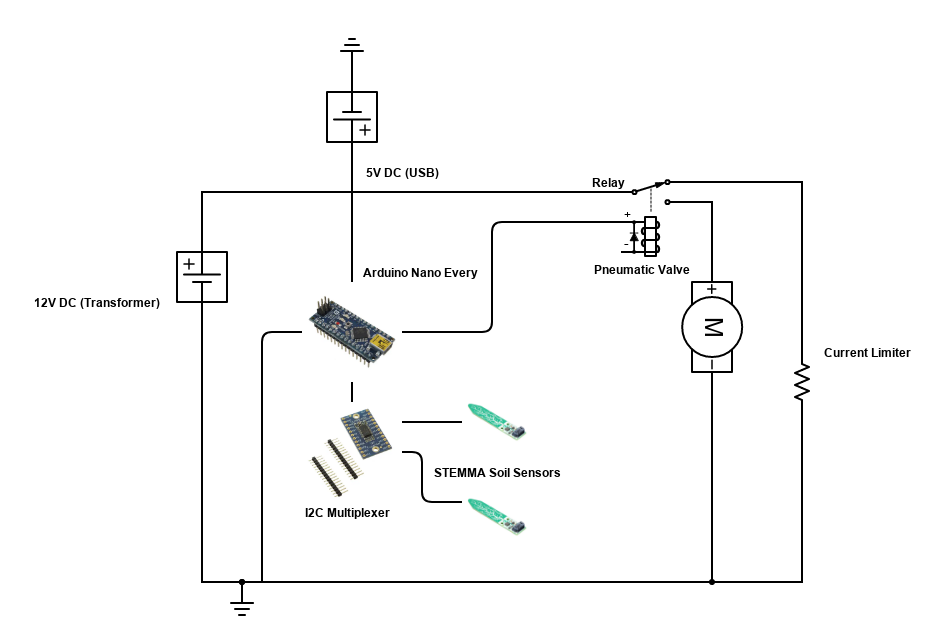 5V DC (USB)
Relay
+
-
Pneumatic Valve
Arduino Nano Every
12V DC (Transformer)
M
Current Limiter
STEMMA Soil Sensors
I2C Multiplexer